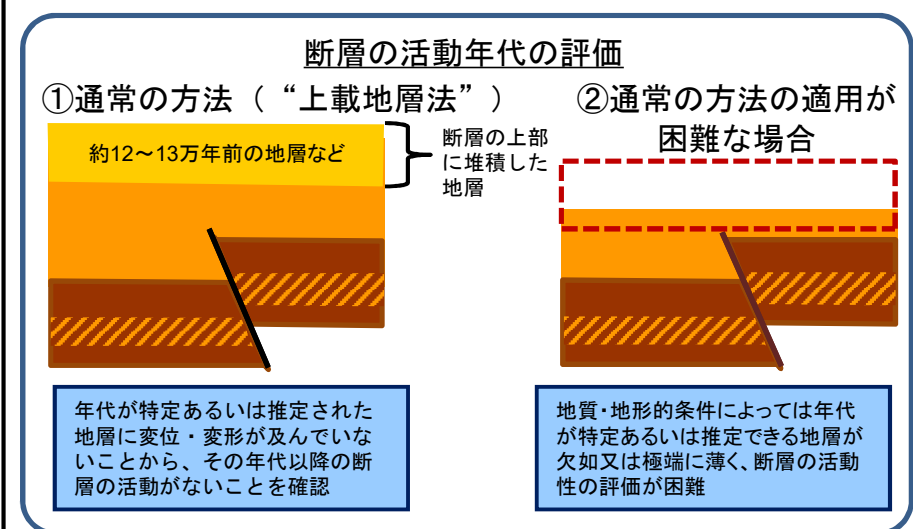 断層の活動年代の評価
①通常の方法（“上載地層法”）
約12～13万年前の地層など
断層の上部
に堆積した
地層
年代が特定あるいは推定された
地層に変位・変形が及んでいな
いことから、その年代以降の断
層の活動がないことを確認
②通常の方法の適用が
困難な場合
地質・地形的条件によっては年代
が特定あるいは推定できる地層が
欠如又は極端に薄く、断層の活動
性の評価が困難